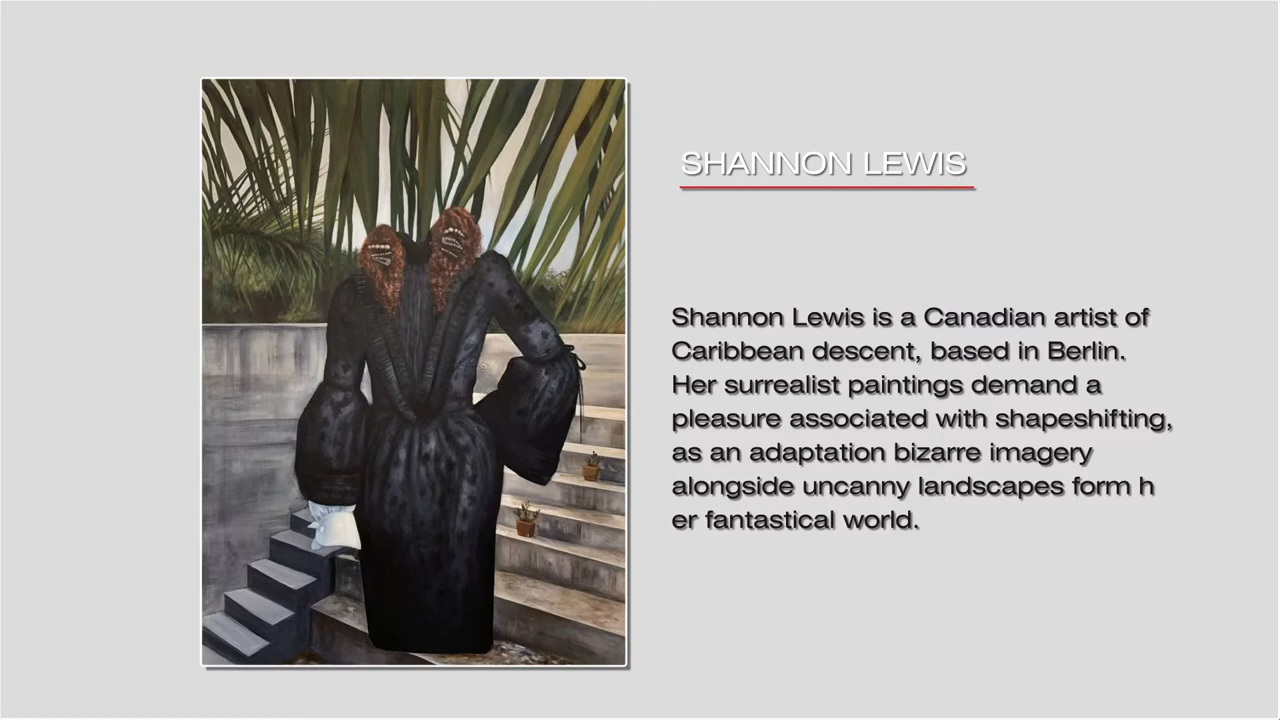 SHANNON LEWIS
Shannon Lewis is a Canadian artist of
Caribbean descent, based in Berlin.
Her surrealist paintings demand a
pleasure associated with shapeshifting,
as an adaptation bizarre imagery
alongside uncanny landscapes form h
er fantastical world.